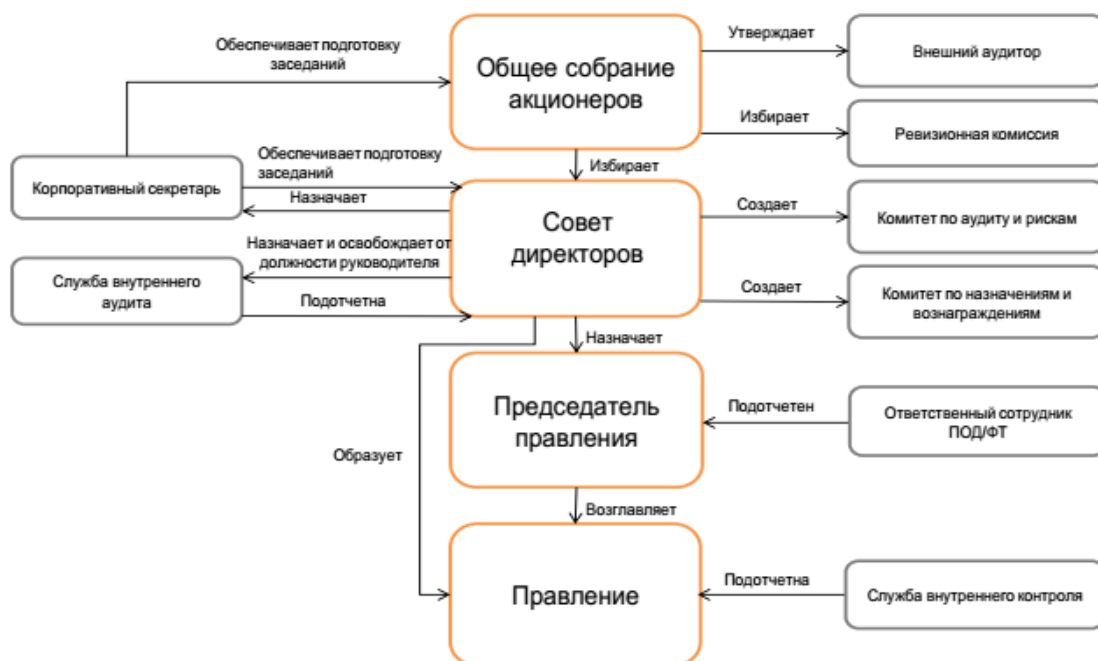 Обеспечивает подготовку
заседаний
Общее собрание
акционеров
Утверждает
Внешний аудитор
Избирает
Ревизионная комиссия
Избирает
Корпоративный секретарь
Обеспечивает подготовку
заседаний
Назначает
Совет
директоров
Создает
Комитет по аудиту и рискам
Назначает и освобождает от
должности руководителя
Служба внутреннего
аудита
Подотчетна
Создает
Комитет по назначениям и
вознаграждениям
Назначает
Председатель
правления
Подотчетен
Ответственный сотрудник
ПОД/ФТ
Образует
Возглавляет
Правление
Подотчетна
Служба внутреннего контроля